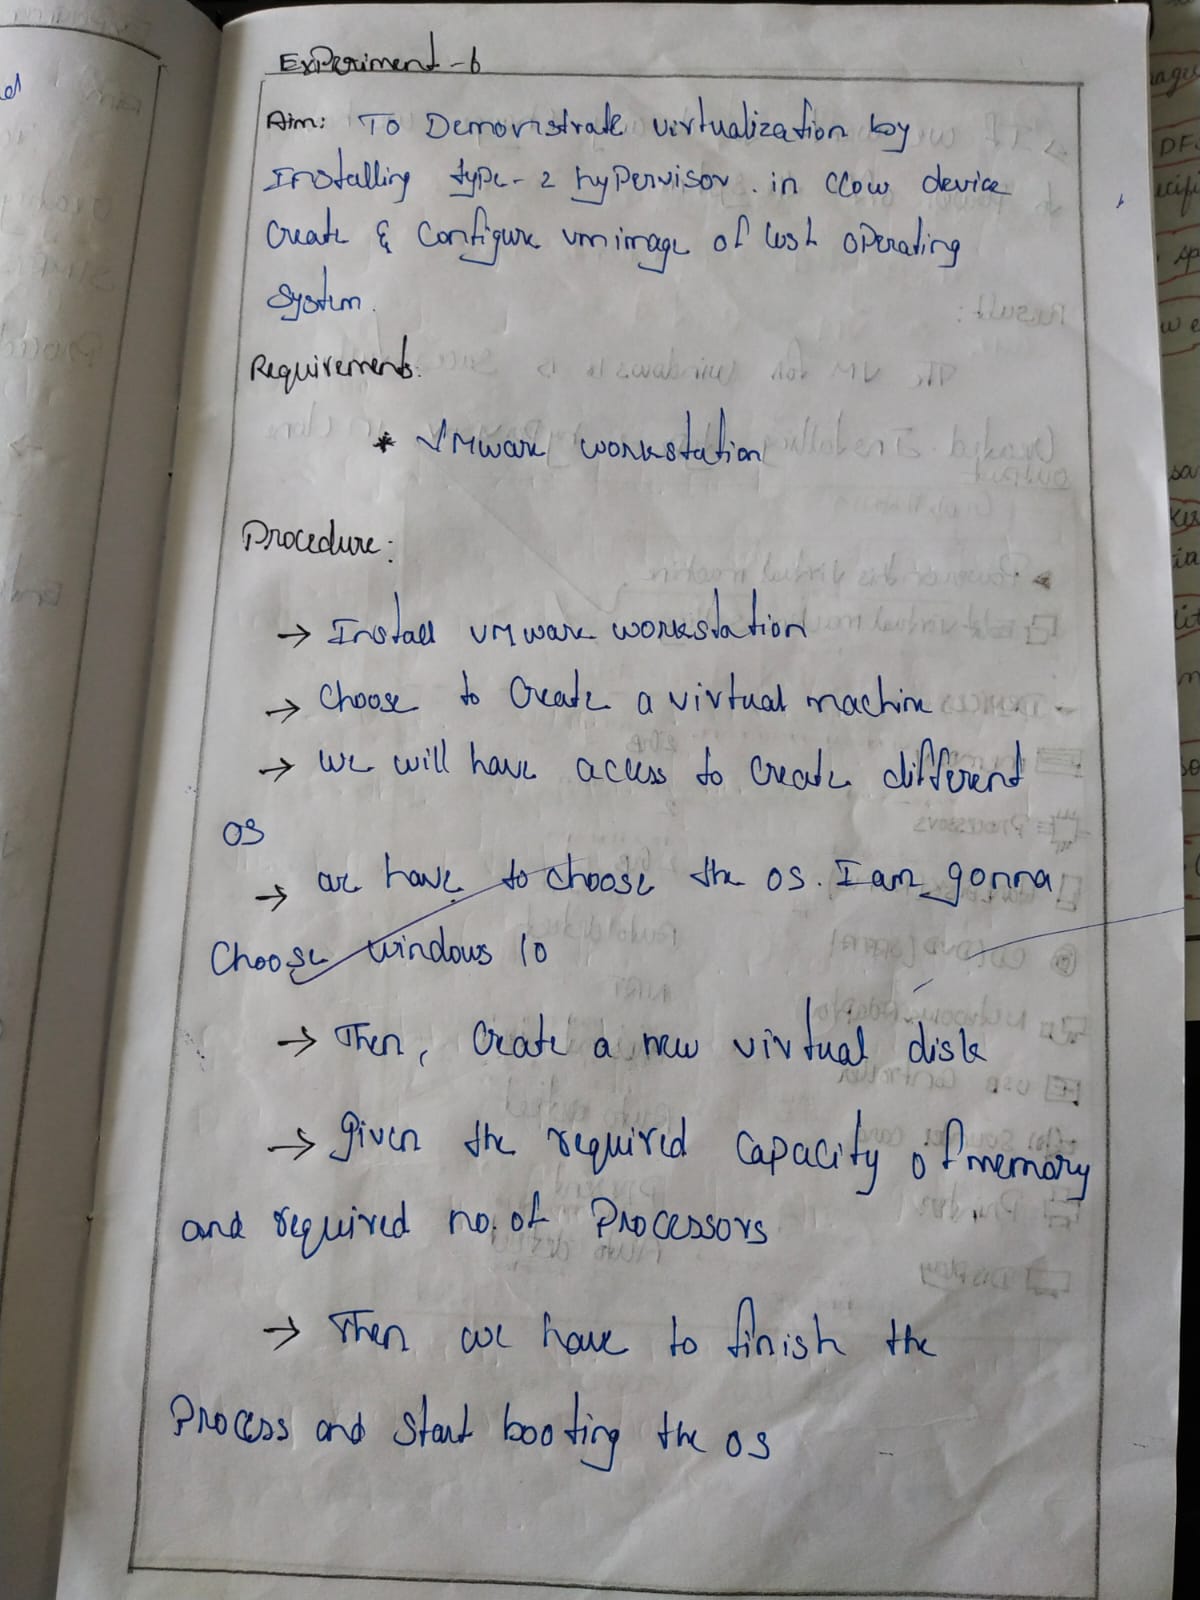 Experiment - 6
Aim: To Demonstrate virtualization by
Installing type - 2 hypervisor . in device
Create & Configure vm image of operating
System.
Requirements:
* VMware workstation
Procedure:
→ Install VMware workstation
→ Choose to Create a virtual machine
→ we will have access to create different
OS
→ we have to choose the OS. I am gonna
Choose windows 10
→ Then, Create a new virtual disk
→ Given the required capacity of memory
and required no. of Processors
→ Then we have to finish the
Process and Start booting the OS